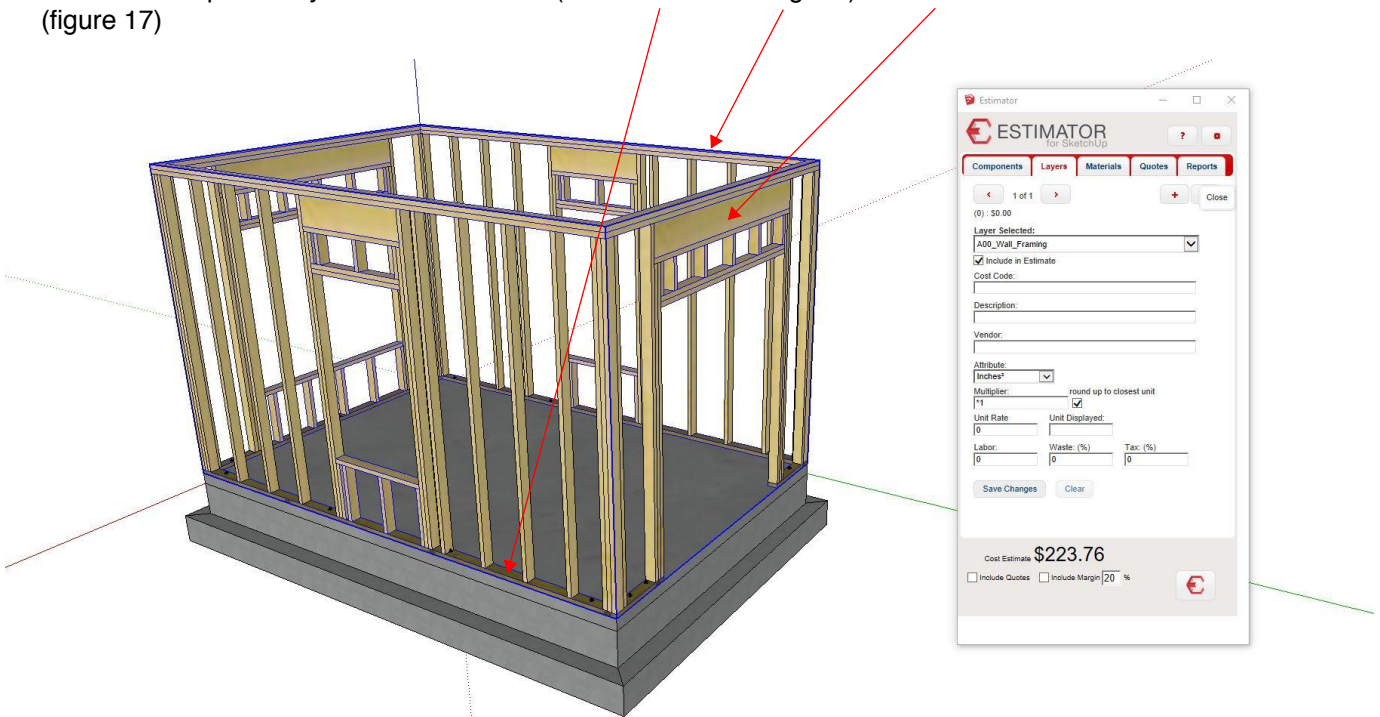 (figure 17)
Estimator
ESTIMATOR
for SketchUp
?
Components Layers Materials Quotes Reports
< 1 of 1 > +
Close
(0) : $0.00
Layer Selected:
A00_Wall_Framing
Include in Estimate
Cost Code:
Description:
Vendor:
Attribute:
Inches²
Multiplier: round up to closest unit
*1
Unit Rate Unit Displayed:
0
Labor: Waste: (%) Tax: (%)
0 0 0
Save Changes Clear
Cost Estimate $223.76
Include Quotes Include Margin 20 %